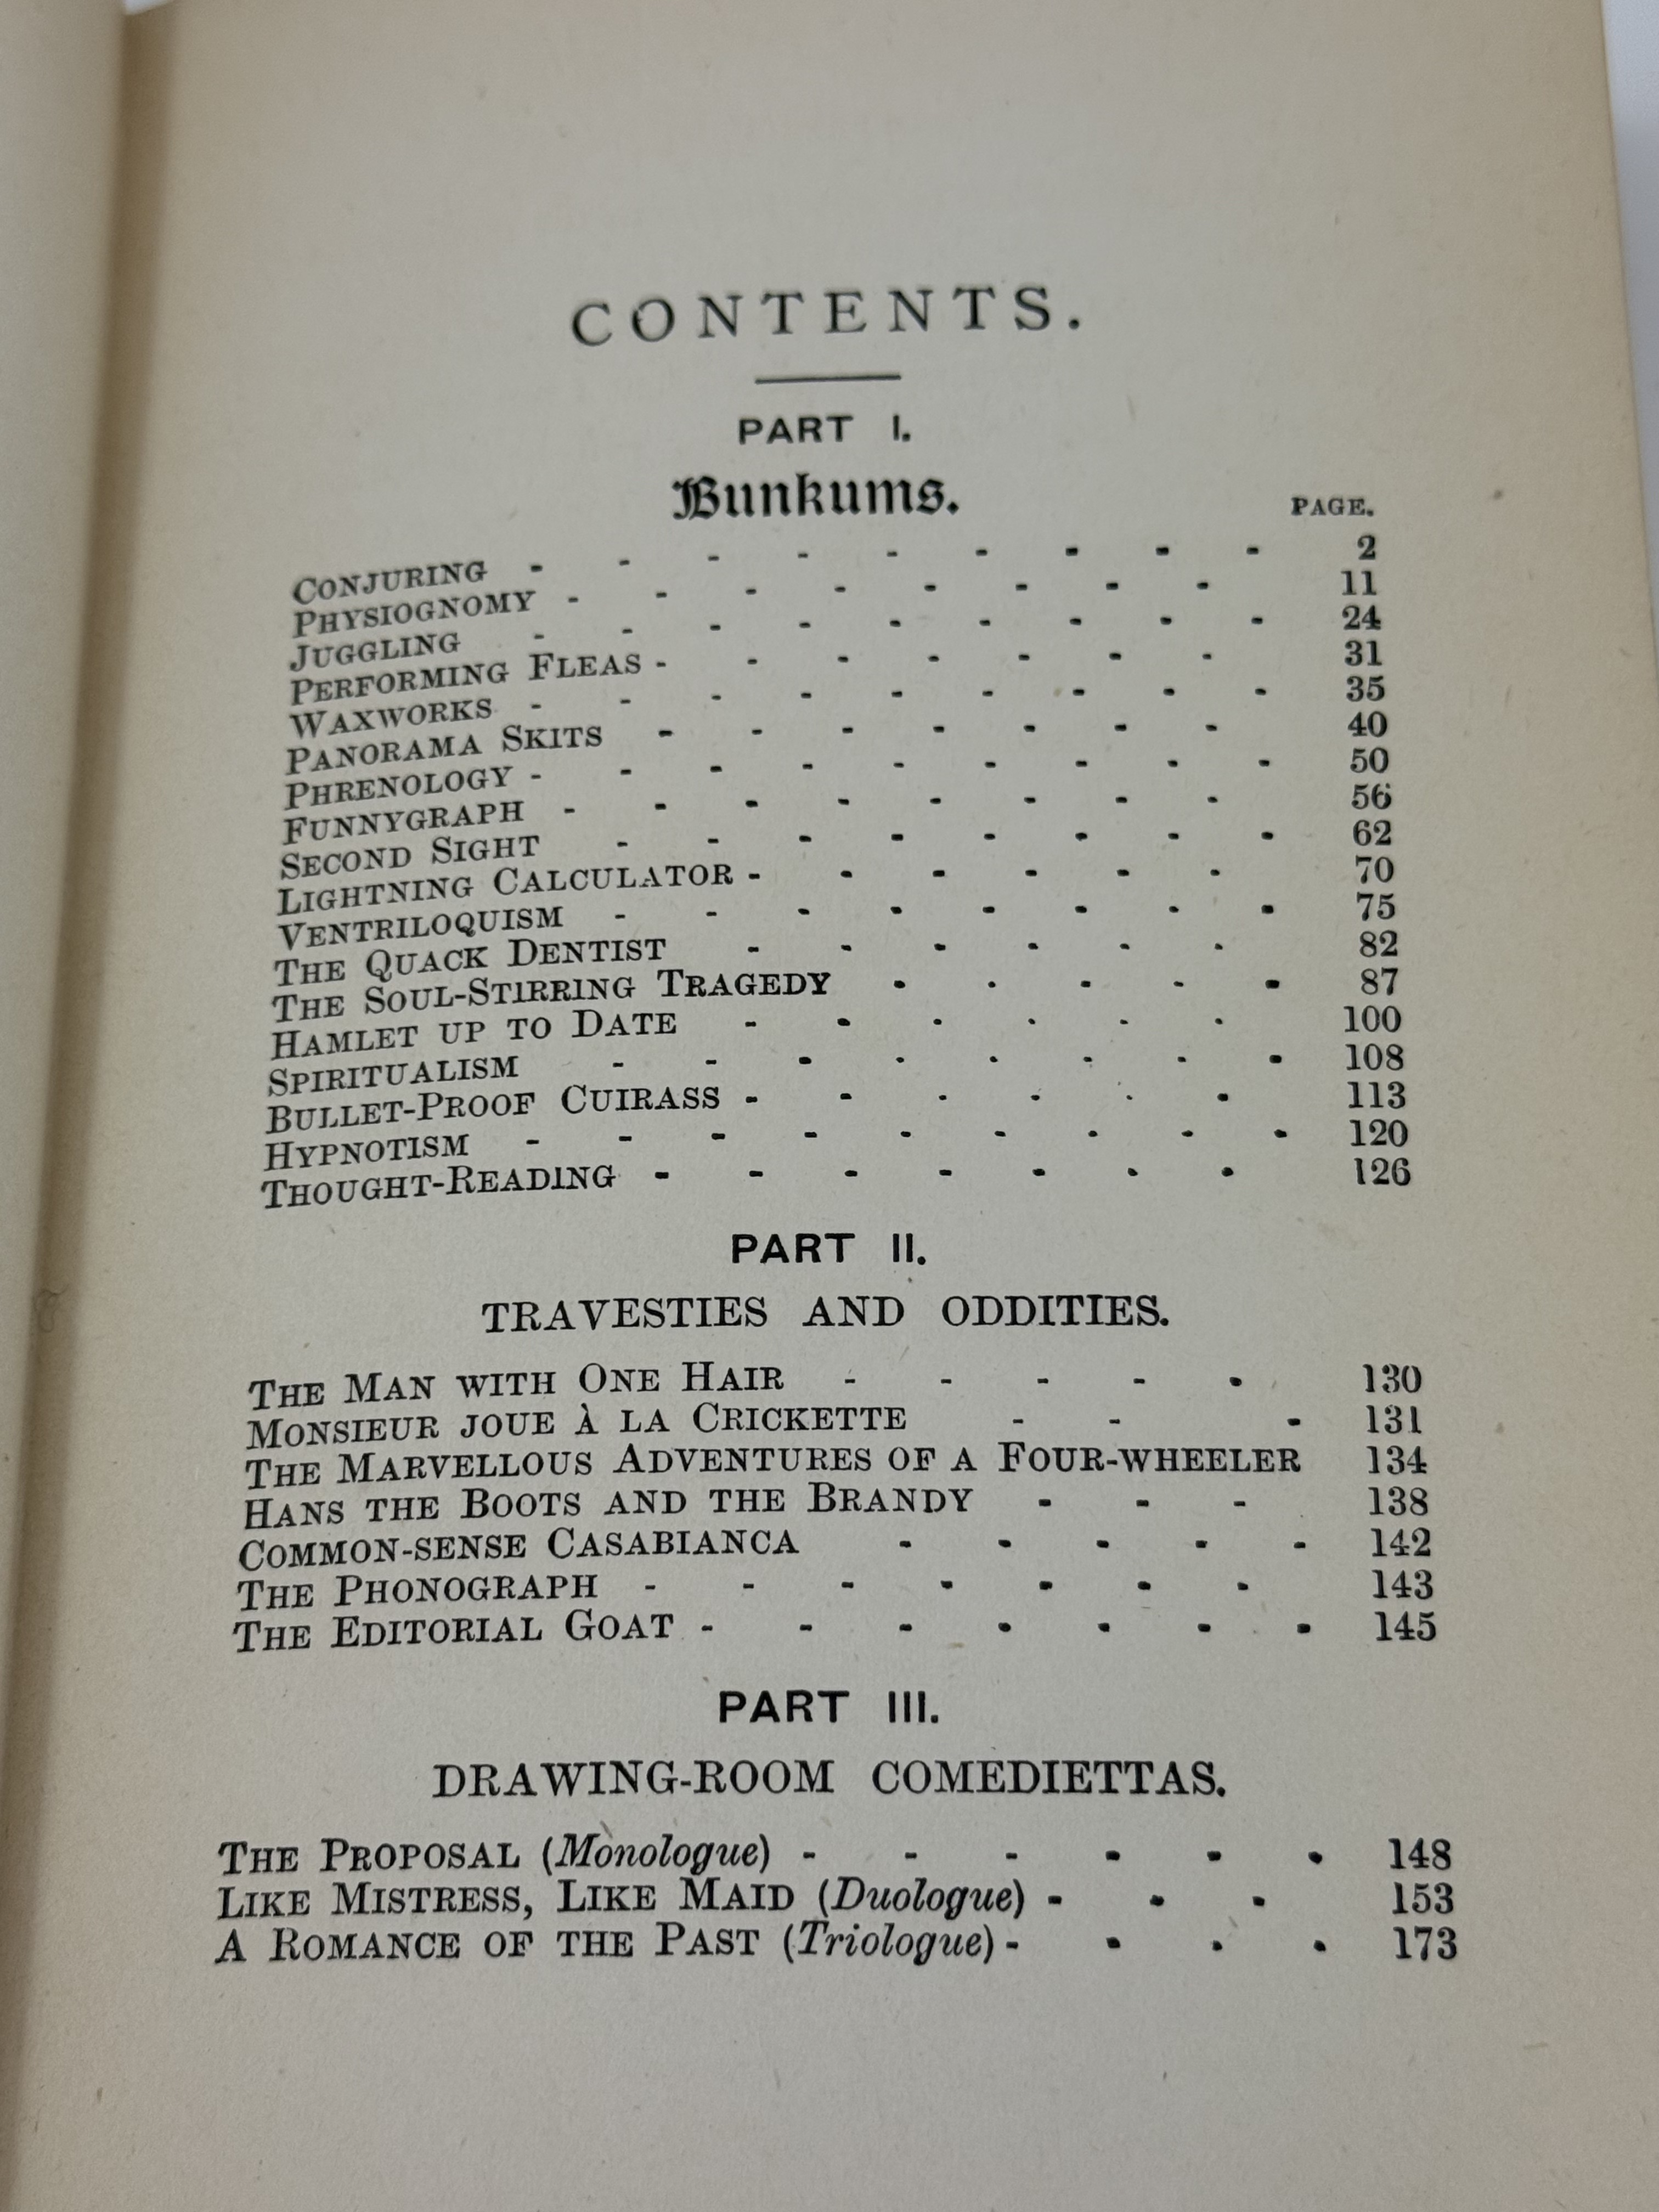 CONTENTS.
PART I.
Bunkums.
PAGE.
CONJURING - - - - - - - - - 2
PHYSIOGNOMY - - - - - - - - 11
JUGGLING - - - - - - - - - 24
PERFORMING FLEAS - - - - - - - 31
WAXWORKS - - - - - - - - - 35
PANORAMA SKITS - - - - - - - 40
PHRENOLOGY - - - - - - - - - 50
FUNNYGRAPH - - - - - - - - 56
SECOND SIGHT - - - - - - - - 62
LIGHTNING CALCULATOR - - - - - - 70
VENTRILOQUISM - - - - - - - - 75
THE QUACK DENTIST - - - - - - 82
THE SOUL-STIRRING TRAGEDY - - - - - 87
HAMLET UP TO DATE - - - - - - 100
SPIRITUALISM - - - - - - - - 108
BULLET-PROOF CUIRASS - - - - - - 113
HYPNOTISM - - - - - - - - - 120
THOUGHT-READING - - - - - - - 126
PART II.
TRAVESTIES AND ODDITIES.
THE MAN WITH ONE HAIR - - - - - 130
MONSIEUR JOUE À LA CRICKETTE - - - 131
THE MARVELLOUS ADVENTURES OF A FOUR-WHEELER 134
HANS THE BOOTS AND THE BRANDY - - - 138
COMMON-SENSE CASABIANCA - - - - - 142
THE PHONOGRAPH - - - - - - - 143
THE EDITORIAL GOAT - - - - - - - 145
PART III.
DRAWING-ROOM COMEDIETTAS.
THE PROPOSAL (Monologue) - - - - - - 148
LIKE MISTRESS, LIKE MAID (Duologue) - - - 153
A ROMANCE OF THE PAST (Triologue) - - - - 173